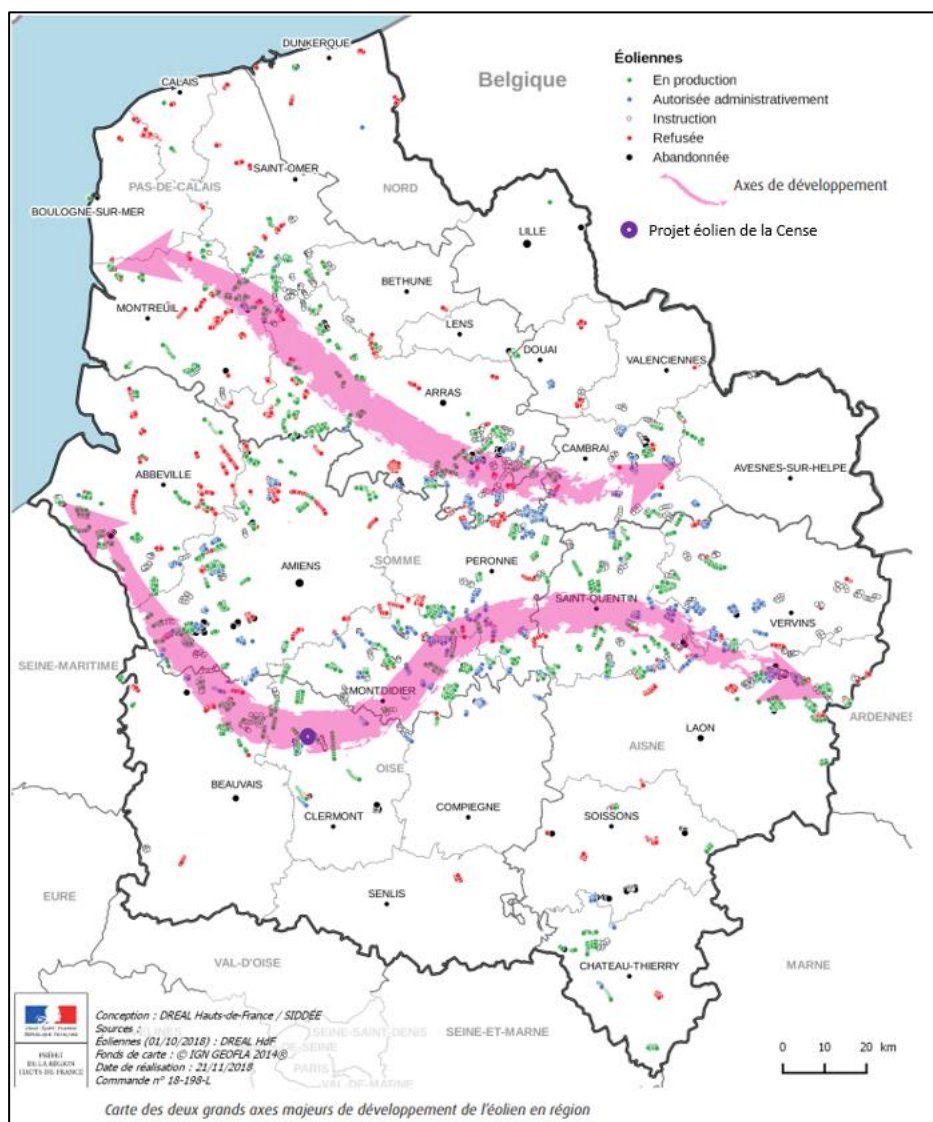 DUNKERQUE
CALAIS
Belgique
Éoliennes
En production
Autorisée administrativement
Instruction
Refusée
Abandonnée
Axes de développement
Projet éolien de la Cense
SAINT-OMER
PAS-DE-CALAIS
NORD
BOULOGNE-SUR-MER
LILLE
BETHUNE
MONTREUIL
LENS
DOUAI
VALENCIENNES
ARRAS
CAMBRAI
AVESNES-SUR-HELPE
ABBEVILLE
SOMME
PERONNE
AMIENS
SAINT-QUENTIN
VERVINS
SEINE-MARITIME
MONTDIDIER
ARDENNES
LAON
AISNE
OISE
BEAUVAIS
CLERMONT
COMPIEGNE
SOISSONS
SENLIS
EURE
VAL-D'OISE
CHATEAU-THIERRY
MARNE
SEINE-ET-MARNE
SEINE-SAINT-DENIS
PARIS
VAL-DE-MARNE
Conception : DREAL Hauts-de-France / SIDDÉE
Sources :
Éoliennes (01/10/2018) : DREAL HdF
Fonds de carte : © IGN GEOFLA 2014®
Date de réalisation : 21/11/2018
Commande n° 18-198-L
PRÉFET
DE LA RÉGION
HAUTS-DE-FRANCE
0 10 20 km
Carte des deux grands axes majeurs de développement de l'éolien en région